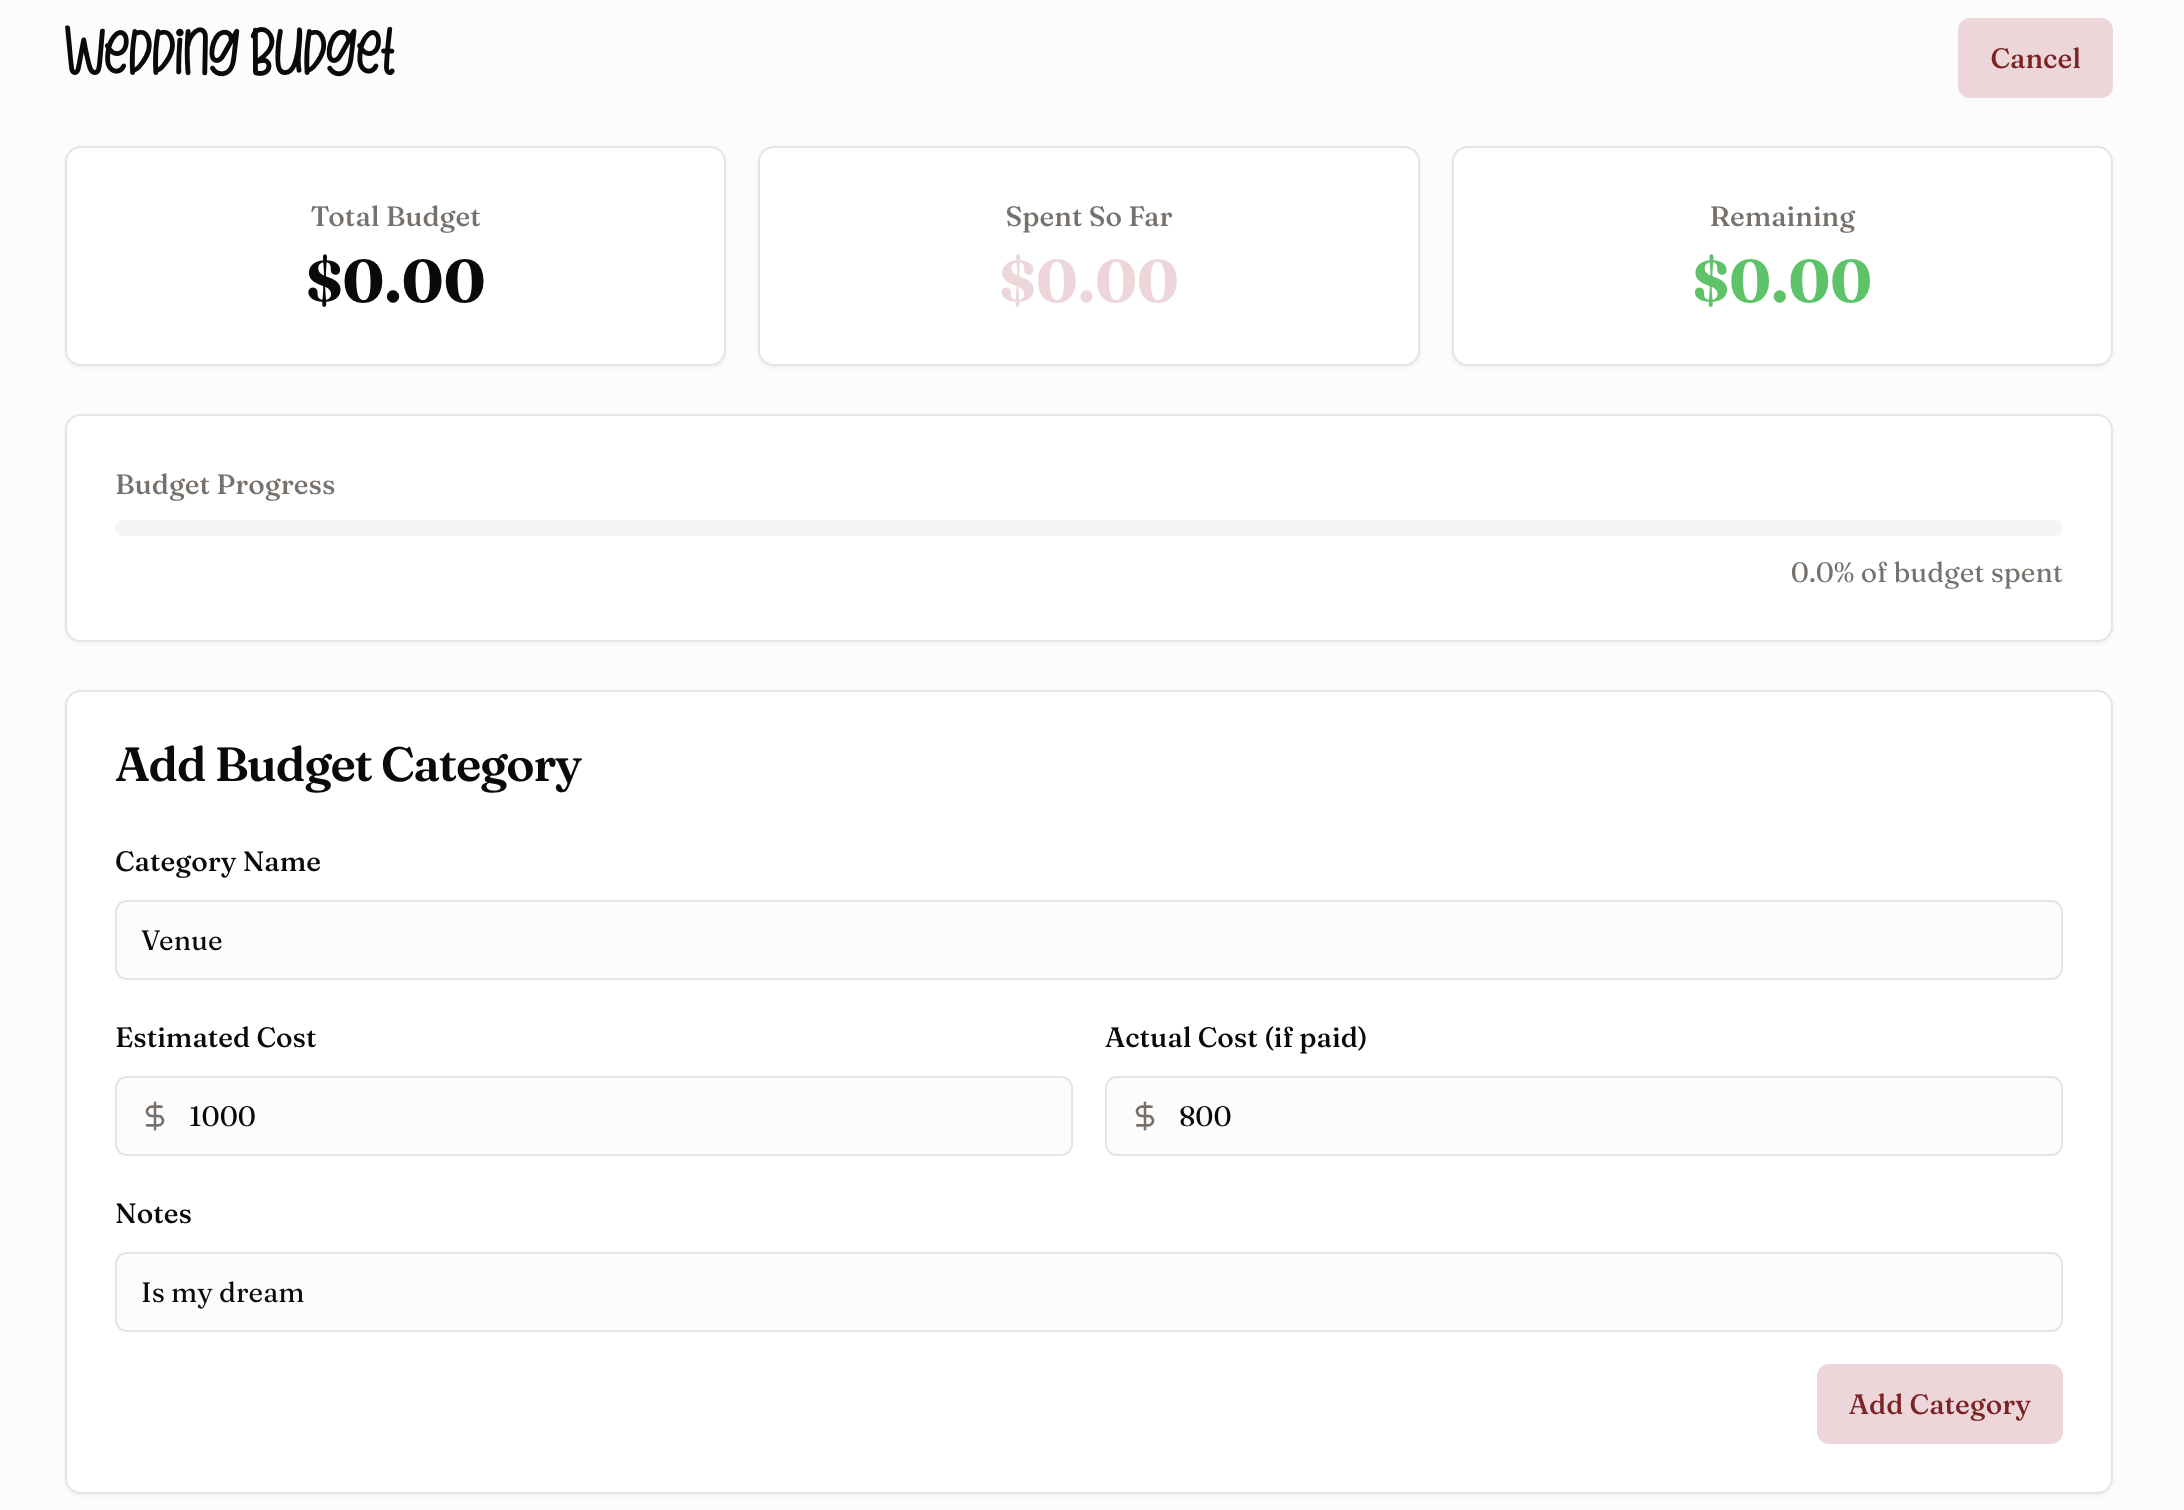 Wedding Budget
Cancel
Total Budget
$0.00
Spent So Far
$0.00
Remaining
$0.00
Budget Progress
0.0% of budget spent
Add Budget Category
Category Name
Venue
Estimated Cost
$ 1000
Actual Cost (if paid)
$ 800
Notes
Is my dream
Add Category